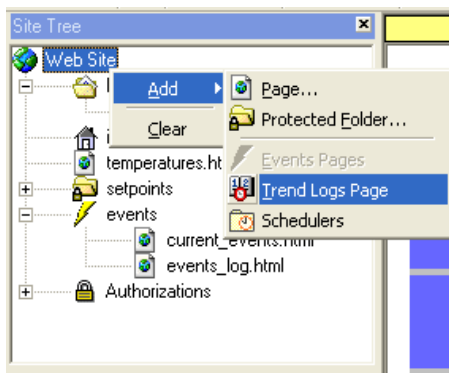 Site Tree
Web Site
l
Add
Page...
Clear
Protected Folder...
i
temperatures.ht
Events Pages
setpoints
Trend Logs Page
events
Schedulers
current_events.html
events_log.html
Authorizations